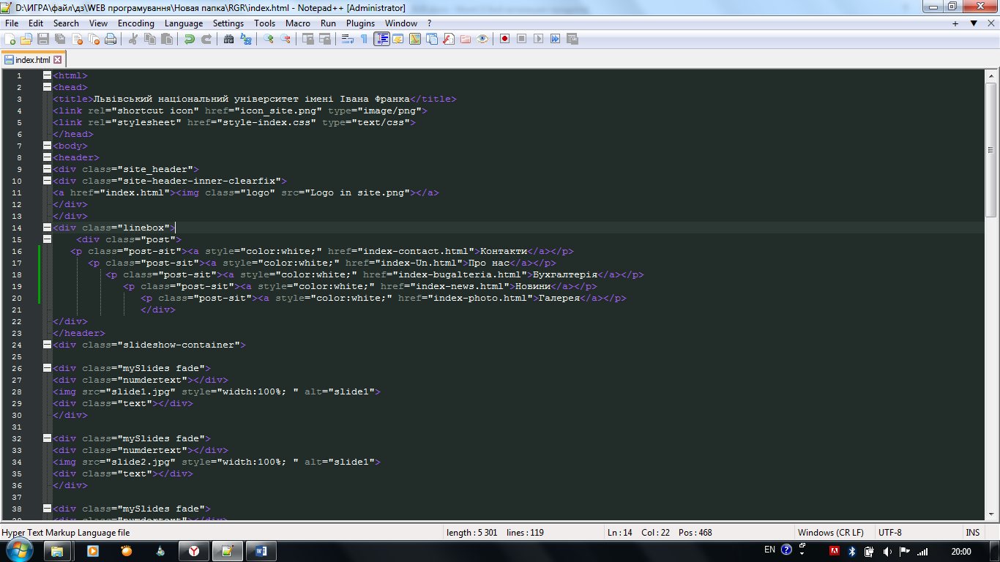 D:\ИГРА\файл\дз\WEB програмування\Новая папка\RGR\index.html - Notepad++ [Administrator]
File Edit Search View Encoding Language Settings Tools Macro Run Plugins Window ? + ▼ X
index.html
1 <html>
2 <head>
3 <title>Львівський національний університет імені Івана Франка</title>
4 <link rel="shortcut icon" href="icon_site.png" type="image/png">
5 <link rel="stylesheet" href="style-index.css" type="text/css">
6 </head>
7 <body>
8 <header>
9 <div class="site_header">
10 <div class="site-header-inner-clearfix">
11 <a href="index.html"><img class="logo" src="Logo in site.png"></a>
12 </div>
13 </div>
14 <div class="linebox">
15 <div class="post">
16 <p class="post-sit"><a style="color:white;" href="index-contact.html">Контакти</a></p>
17 <p class="post-sit"><a style="color:white;" href="index-Un.html">Про нас</a></p>
18 <p class="post-sit"><a style="color:white;" href="index-bugalteria.html">Бухгалтерія</a></p>
19 <p class="post-sit"><a style="color:white;" href="index-news.html">Новини</a></p>
20 <p class="post-sit"><a style="color:white;" href="index-photo.html">Галерея</a></p>
21 </div>
22 </div>
23 </header>
24 <div class="slideshow-container">
25
26 <div class="mySlides fade">
27 <div class="numdertext"></div>
28 <img src="slide1.jpg" style="width:100%; " alt="slide1">
29 <div class="text"></div>
30 </div>
31
32 <div class="mySlides fade">
33 <div class="numdertext"></div>
34 <img src="slide2.jpg" style="width:100%; " alt="slide1">
35 <div class="text"></div>
36 </div>
37
38 <div class="mySlides fade">
39 <div class="numdertext"></div>
Hyper Text Markup Language file length : 5 301 lines : 119 Ln : 14 Col : 22 Pos : 468 Windows (CR LF) UTF-8 INS
EN 20:00